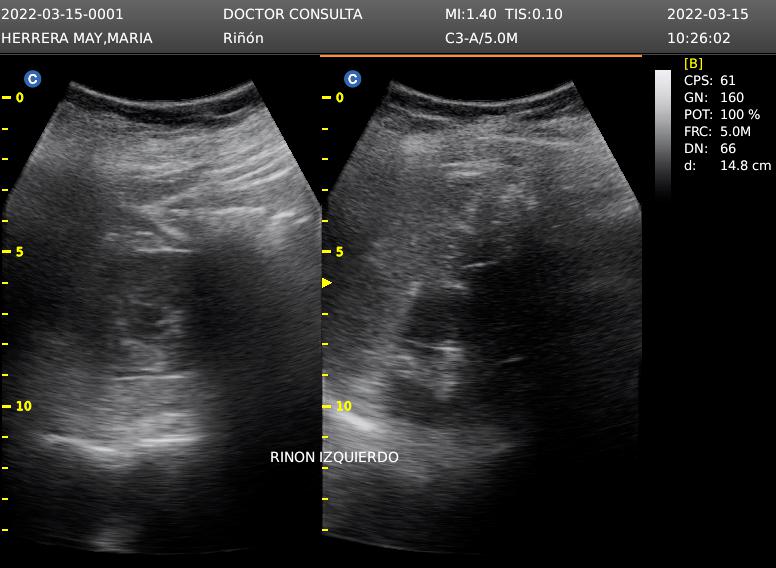 2022-03-15-0001 DOCTOR CONSULTA MI:1.40 TIS:0.10 2022-03-15
HERRERA MAY,MARIA Riñón C3-A/5.0M 10:26:02
[B]
CPS: 61
GN: 160
POT: 100 %
FRC: 5.0M
DN: 66
d: 14.8 cm
C C
0 0
5 5
10 10
RINON IZQUIERDO